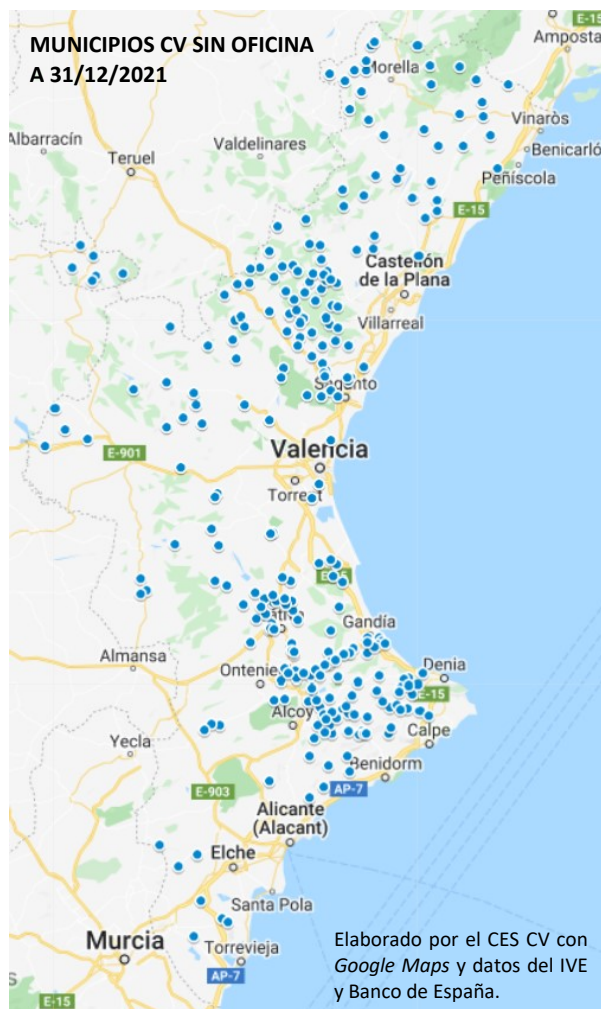 MUNICIPIOS CV SIN OFICINA
A 31/12/2021
E-15
Amposta
Morella
Vinaròs
Albarracín
Valdelinares
Benicarló
Teruel
Peñíscola
E-15
Castellón
de la Plana
Villarreal
Sagunto
E-901
Valencia
Torrent
Gandía
Almansa
Ontenie
Denia
E-15
Alcoy
Calpe
Yecla
Benidorm
E-903
AP-7
Alicante
(Alacant)
Elche
Santa Pola
Murcia
Torrevieja
AP-7
E-15
Elaborado por el CES CV con
Google Maps y datos del IVE
y Banco de España.